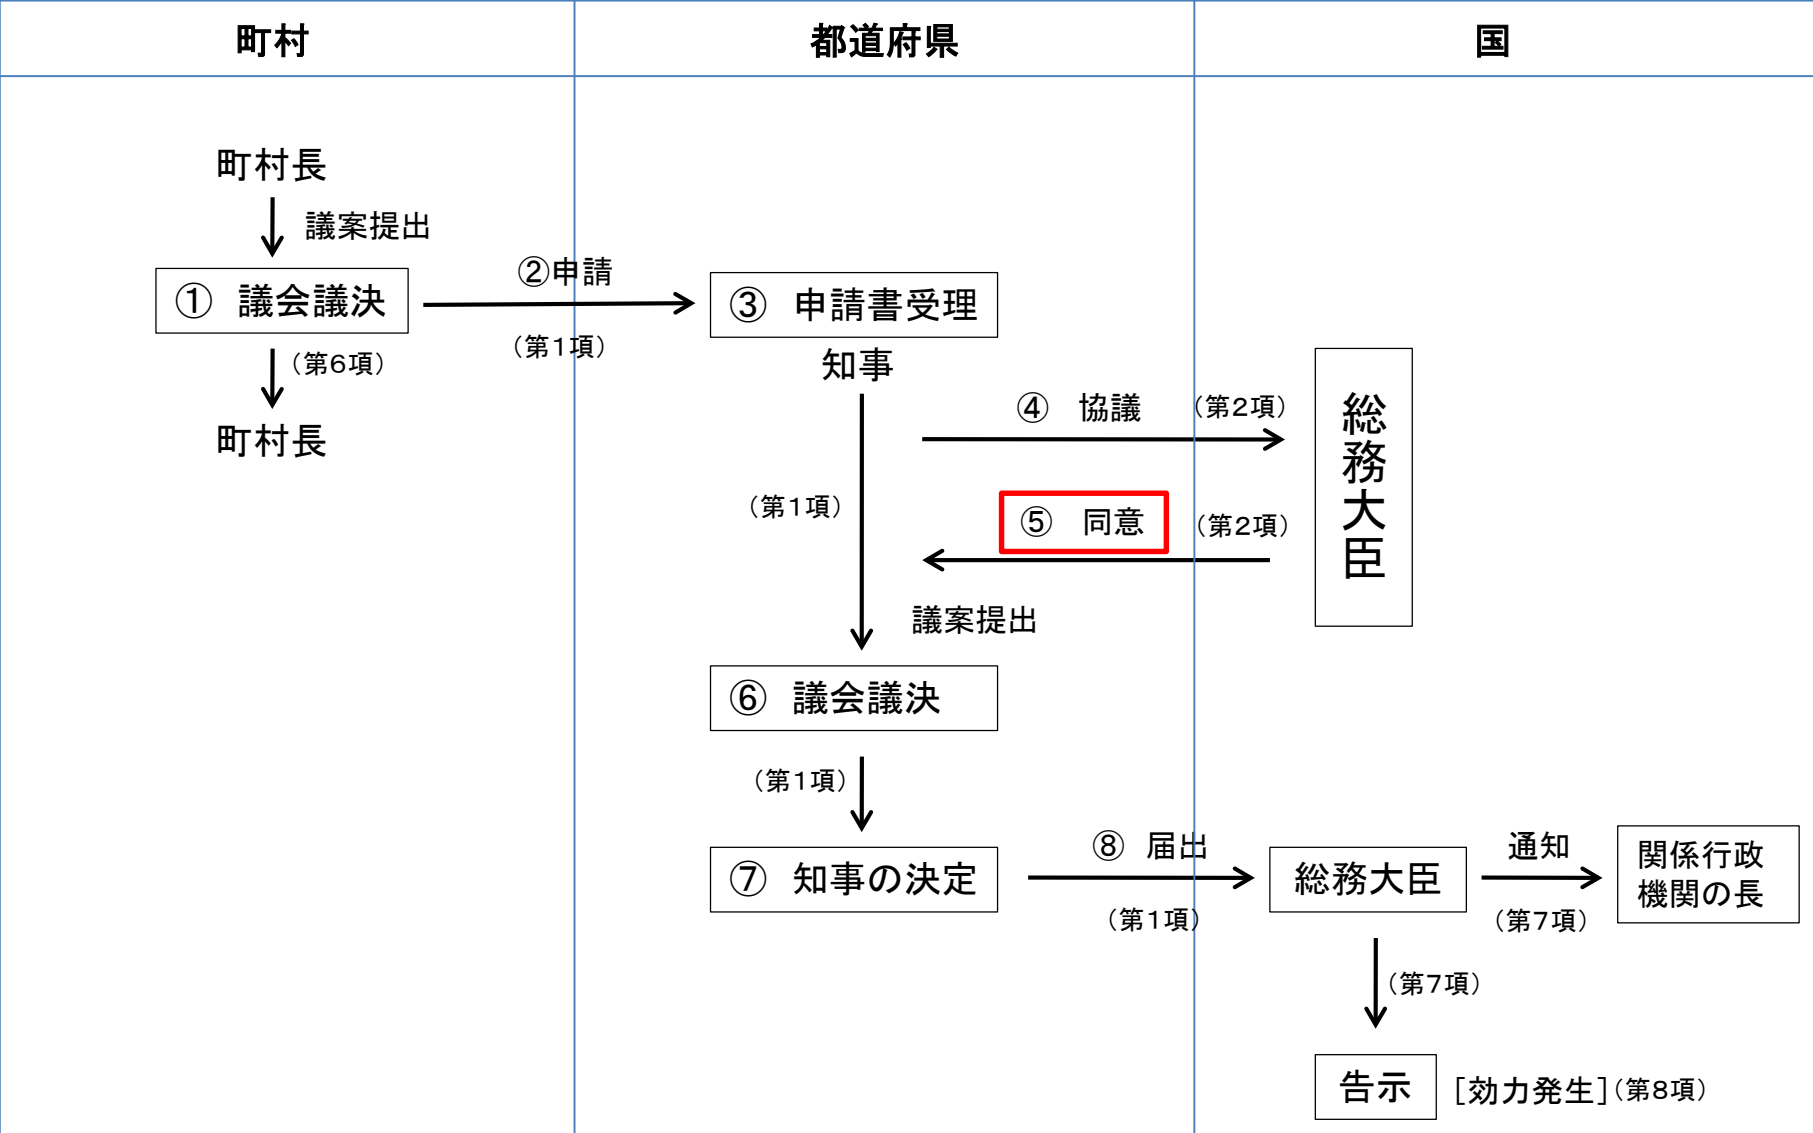 町村
都道府県
国
町村長
議案提出
① 議会議決
②申請
(第1項)
③ 申請書受理
(第6項)
町村長
知事
④ 協議
(第2項)
総務大臣
(第1項)
⑤ 同意
(第2項)
議案提出
⑥ 議会議決
(第1項)
⑦ 知事の決定
⑧ 届出
(第1項)
総務大臣
通知
(第7項)
関係行政
機関の長
(第7項)
告示
[効力発生](第8項)